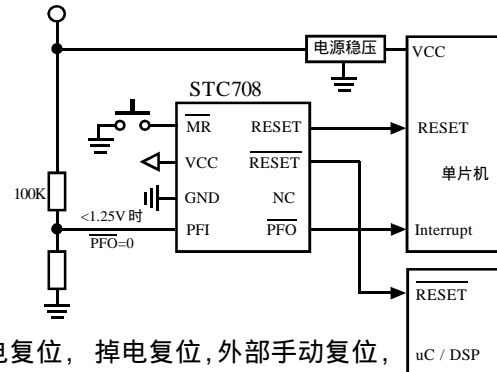 电源稳压
VCC
STC708
MR
RESET
RESET
VCC
RESET
单片机
GND
NC
100K
<1.25V 时
PFI
PFO
Interrupt
PFO=0
RESET
电复位, 掉电复位,外部手动复位,
uC / DSP